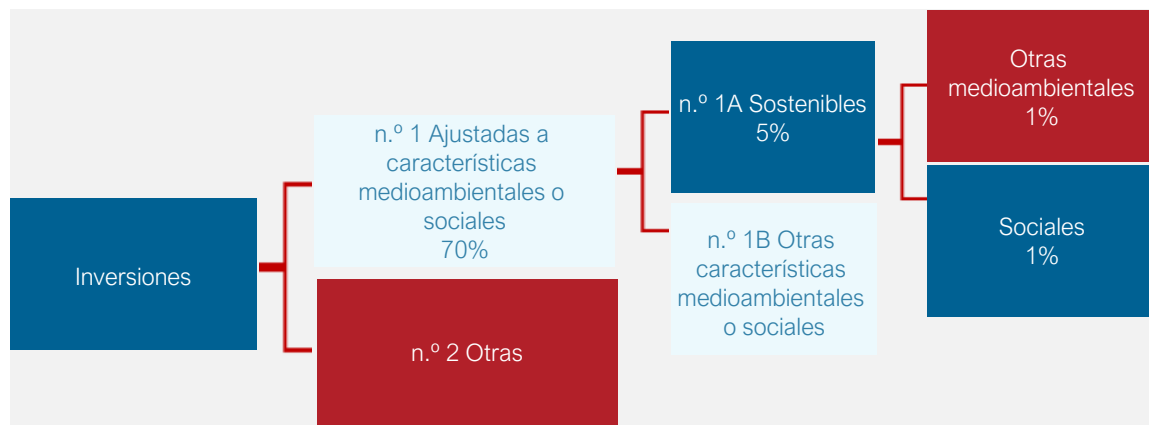 Inversiones
n.º 1 Ajustadas a
características
medioambientales o
sociales
70%
n.º 2 Otras
n.º 1A Sostenibles
5%
n.º 1B Otras
características
medioambientales
o sociales
Otras
medioambientales
1%
Sociales
1%